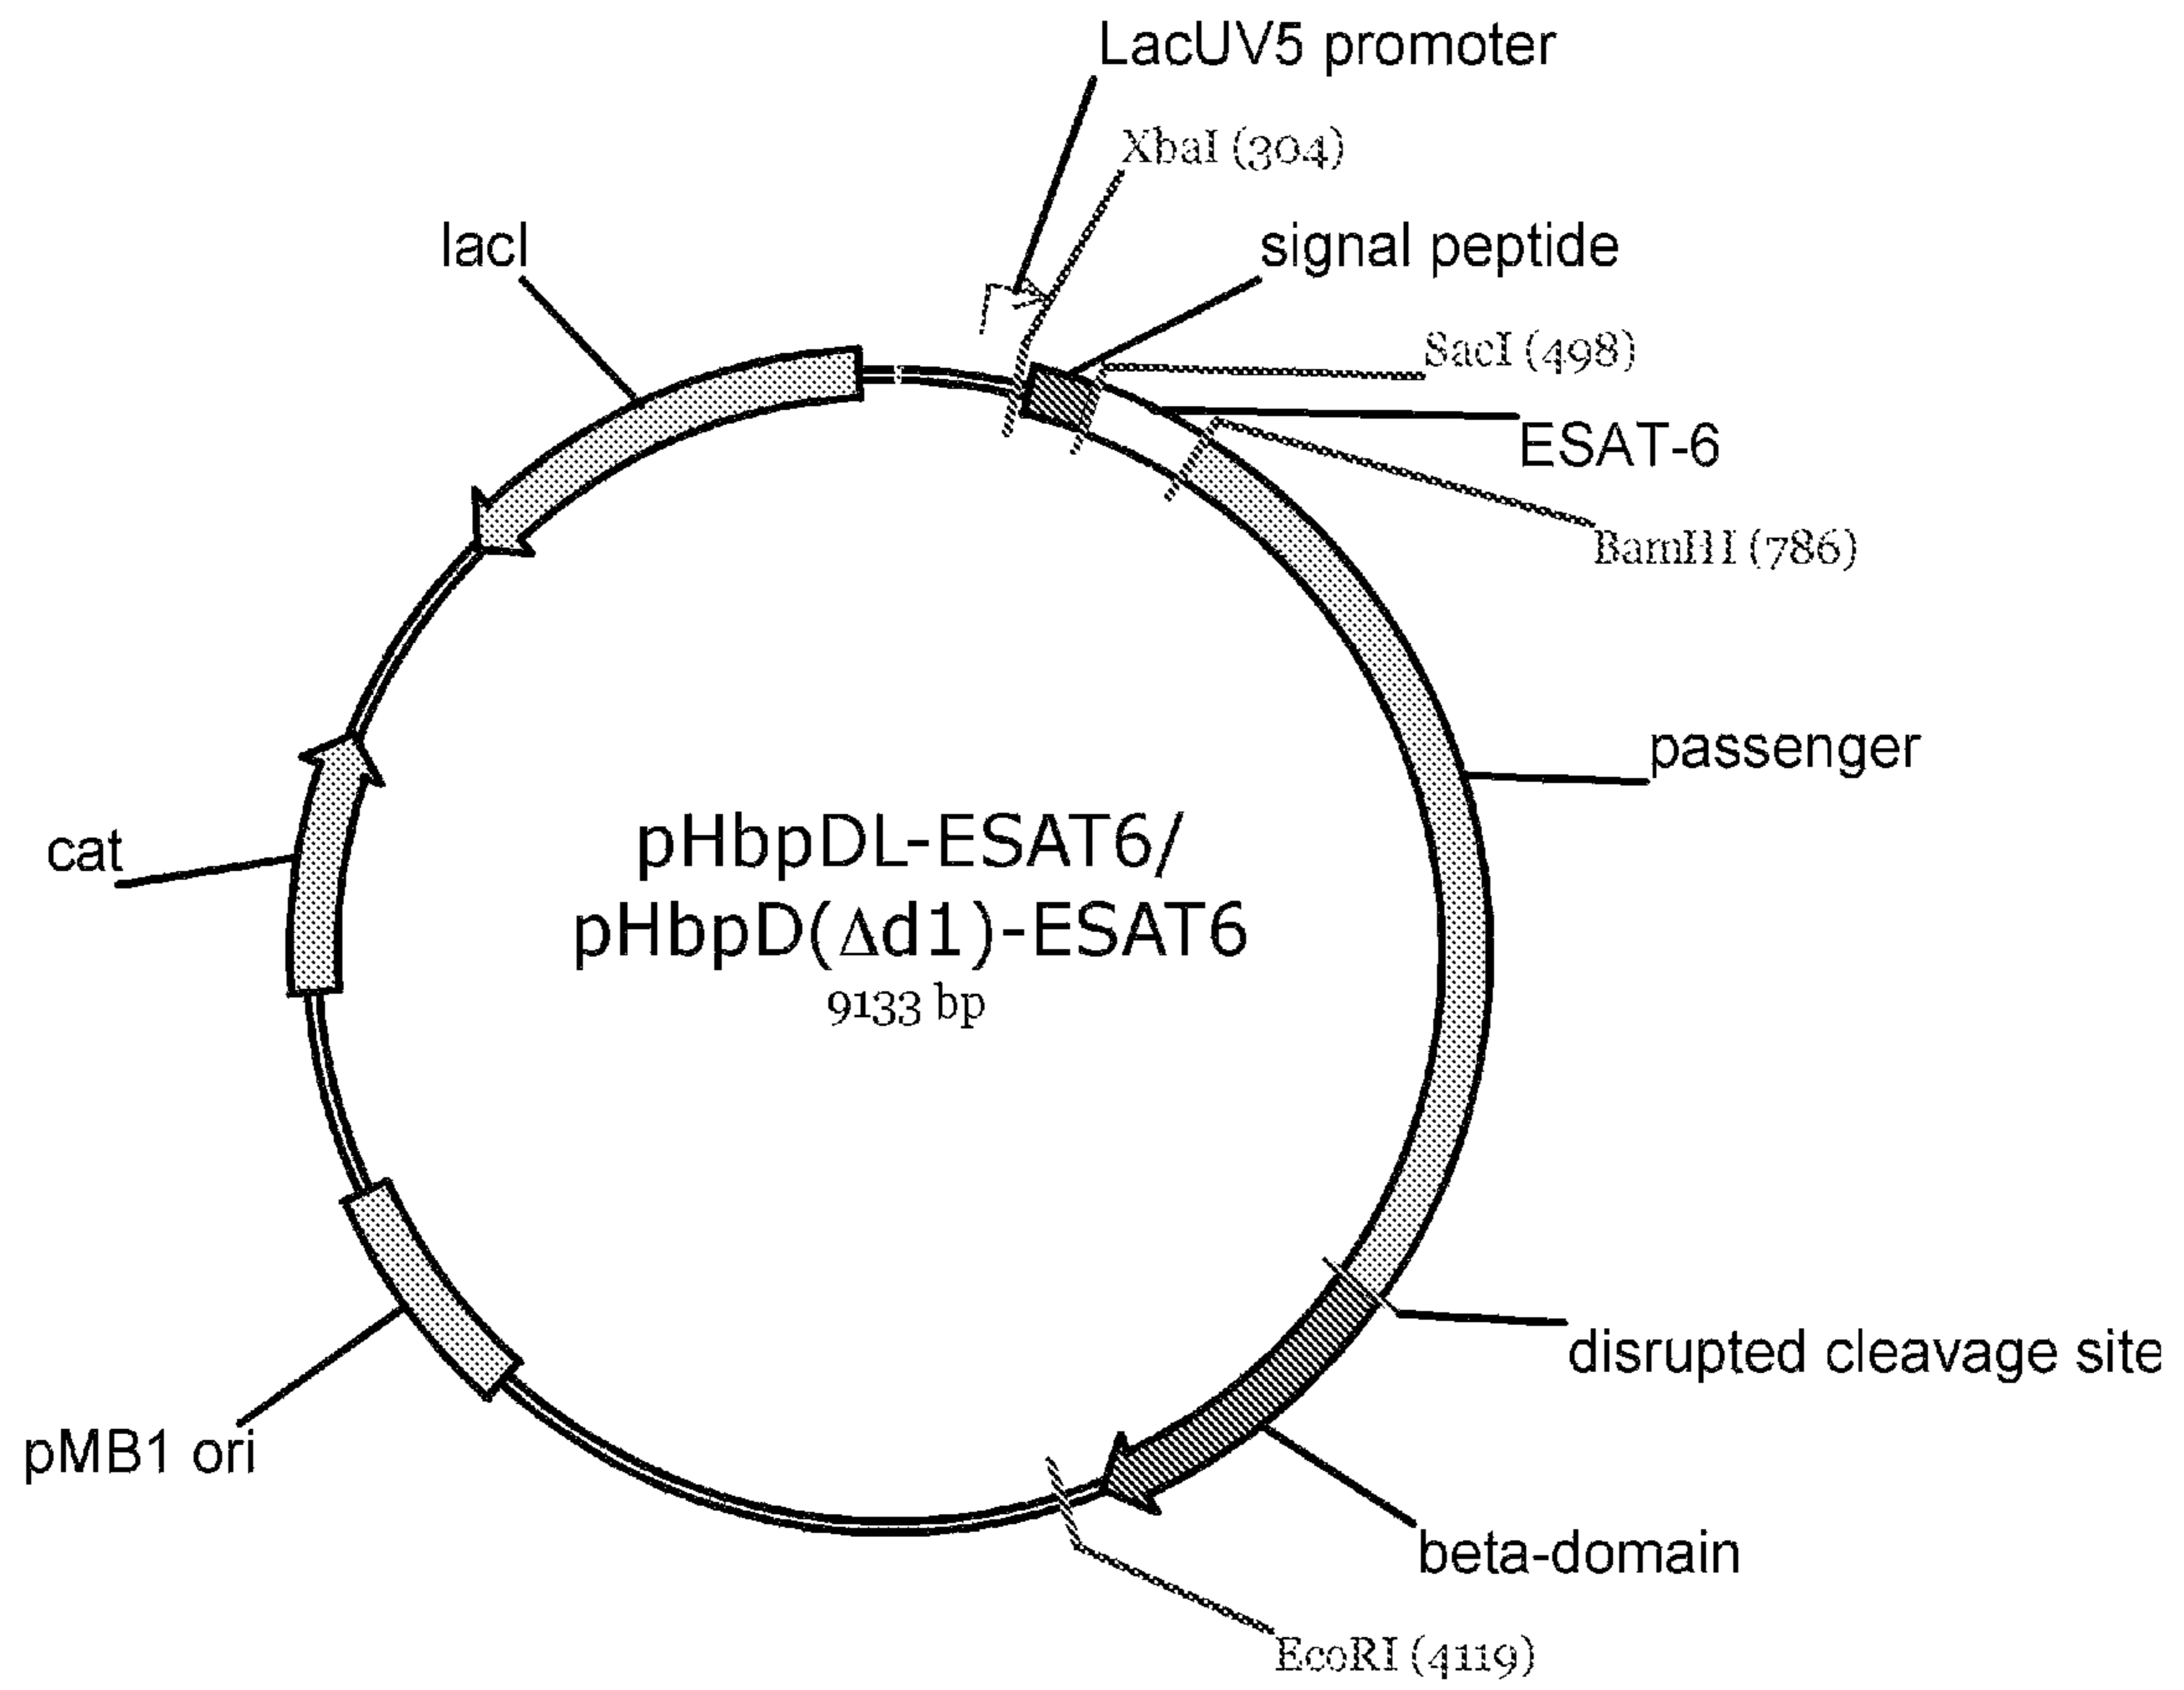 LacUV5 promoter
XbaI (304)
lacI
signal peptide
SacI (498)
ESAT-6
BamHI (786)
passenger
cat
pHbpDL-ESAT6/
pHbpD(Δd1)-ESAT6
9133 bp
disrupted cleavage site
pMB1 ori
beta-domain
EcoRI (4119)